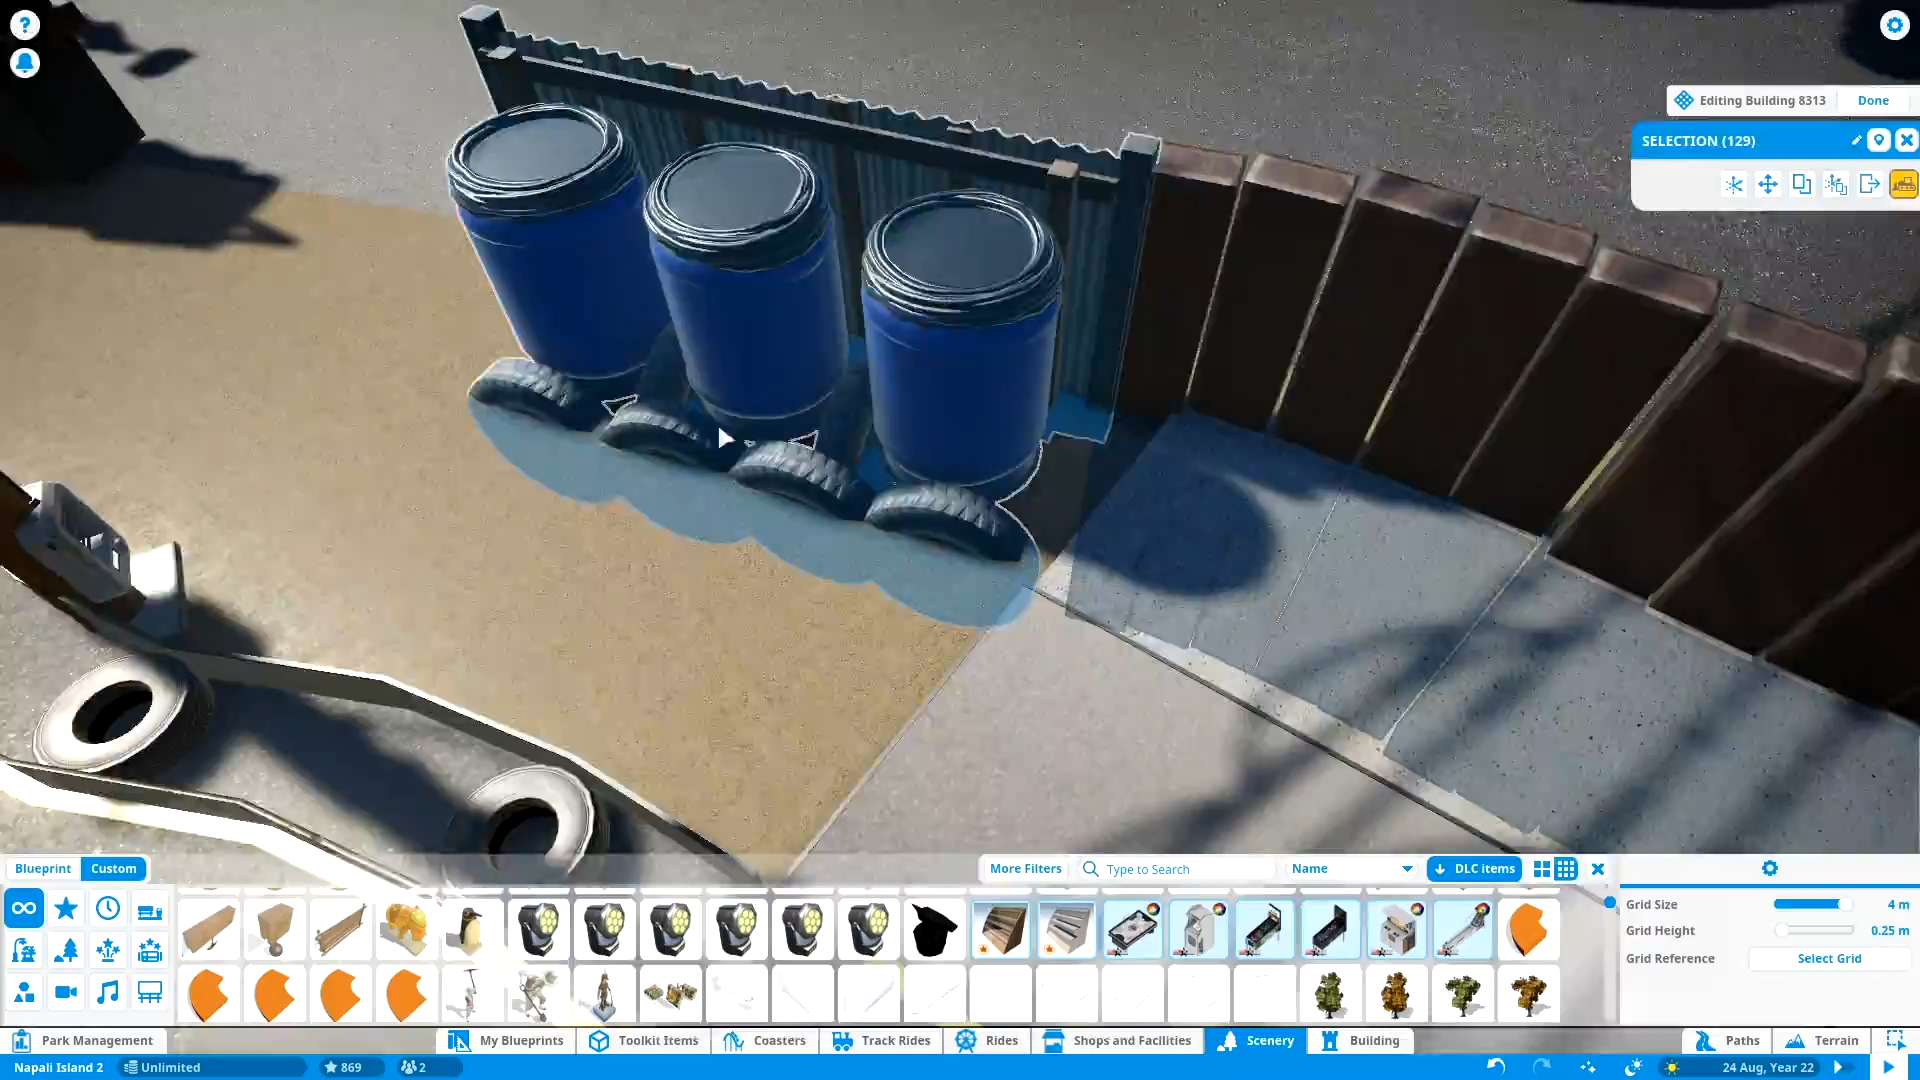 ?
Editing Building 8313 Done
SELECTION (129)
Blueprint Custom More Filters Type to Search Name DLC items
Grid Size 4 m
Grid Height 0.25 m
Grid Reference Select Grid
Park Management My Blueprints Toolkit Items Coasters Track Rides Rides Shops and Facilities Scenery Building Paths Terrain
Napali Island 2 Unlimited 869 2 24 Aug, Year 22